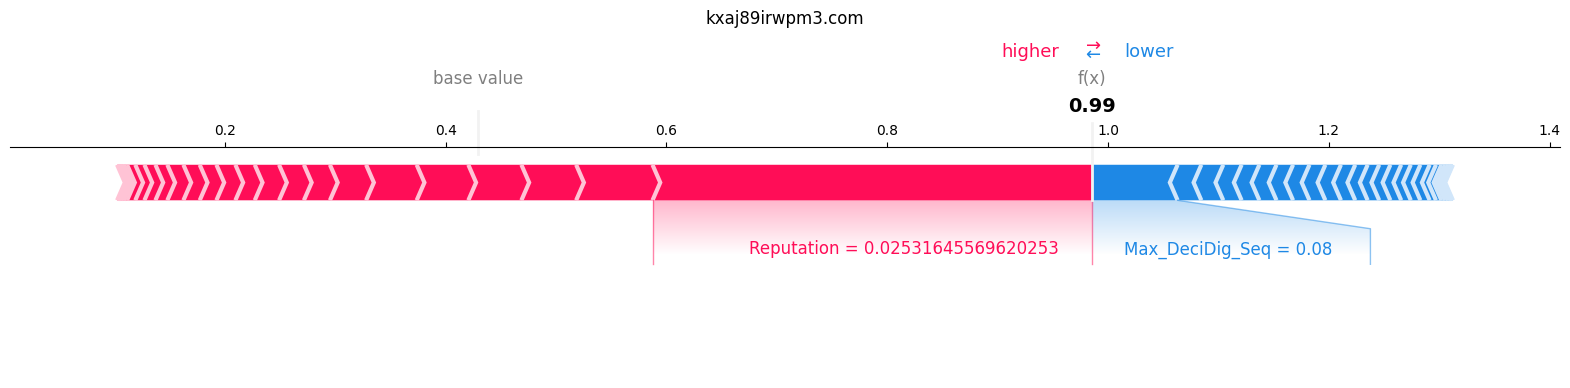 kxaj89irwpm3.com
higher ⇄ lower
base value f(x)
0.99
0.2 0.4 0.6 0.8 1.0 1.2 1.4
Reputation = 0.02531645569620253 Max_DeciDig_Seq = 0.08